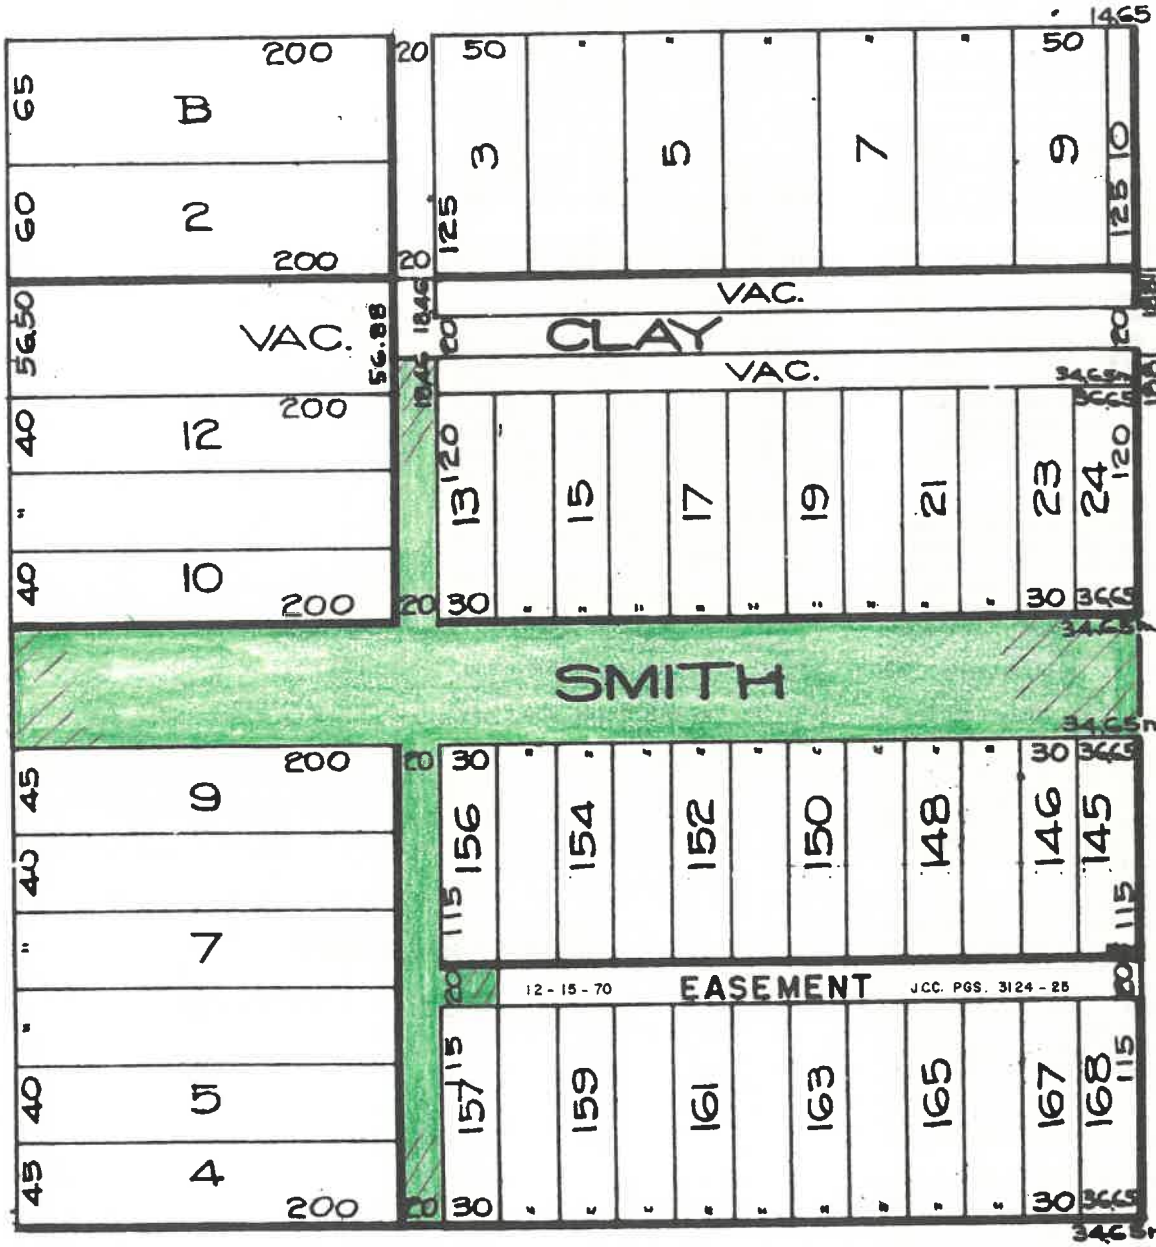 14.65
200 20 50 " " " " " 50
65 B 3 5 7 9 10
60 2 125 125
200 20
VAC.
56.50 VAC. 56.88 18.46 20 CLAY 20
18.46 VAC. 34.65
200 36.65
40 12 120 120
" 13 15 17 19 21 23 24
40 10
200 20 30 " " " " " " " " " 30 36.65
34.65
SMITH
34.65
200 20 30 " " " " " " " " " 30 36.65
45 9 156 154 152 150 148 146 145
40
115 115
" 7
20 12-15-70 EASEMENT J.C.C. PGS. 3124-25 20
"
115 115
40 5 157 159 161 163 165 167 168
45 4
200 20 30 " " " " " " " " " 30 36.65
34.65